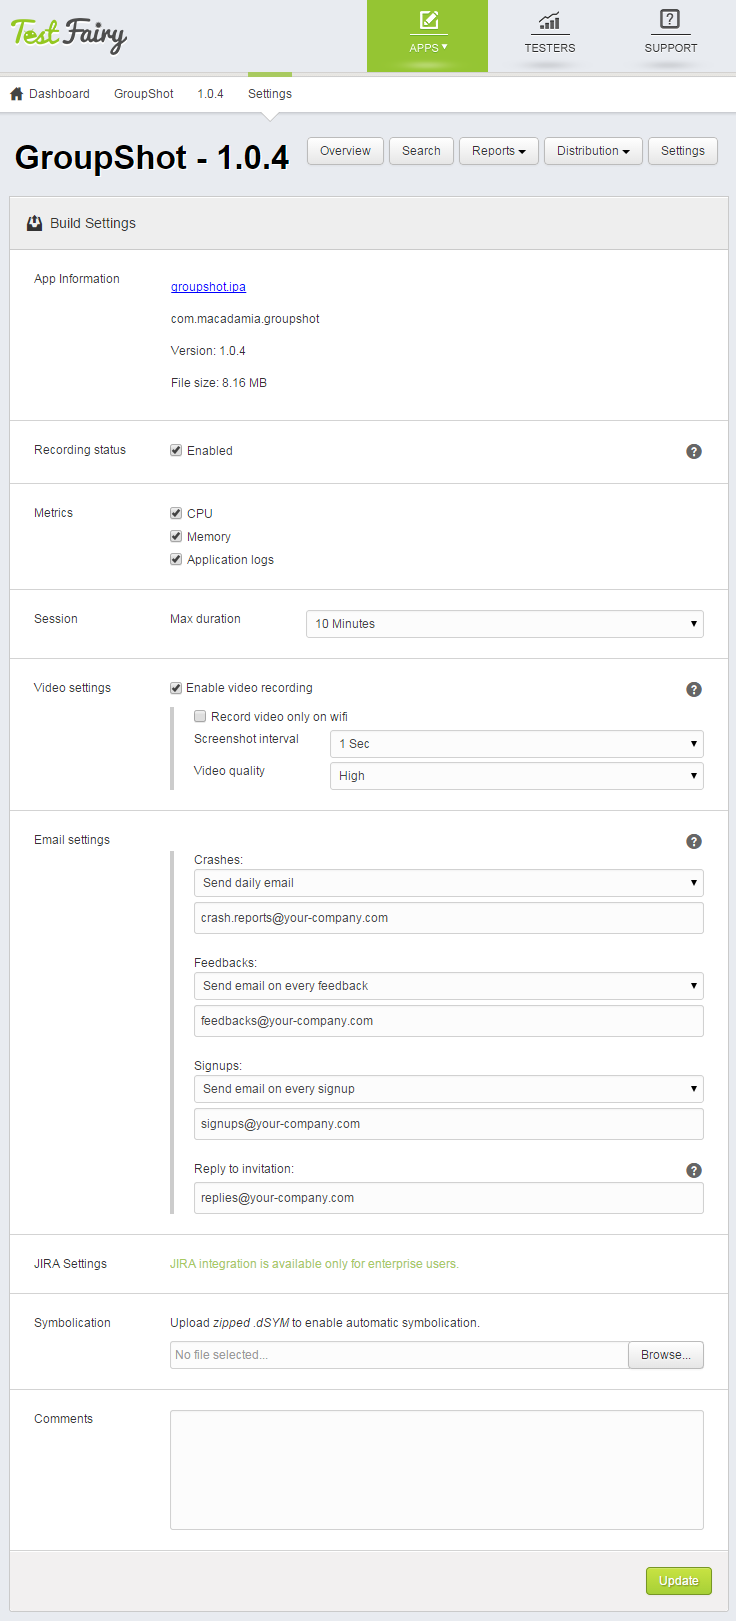 Test Fairy
APPS ▾
TESTERS
SUPPORT
Dashboard GroupShot 1.0.4 Settings
GroupShot - 1.0.4
Overview Search Reports ▾ Distribution ▾ Settings
Build Settings
App Information
groupshot.ipa
com.macadamia.groupshot
Version: 1.0.4
File size: 8.16 MB
Recording status Enabled
Metrics CPU
Memory
Application logs
Session Max duration 10 Minutes
Video settings Enable video recording
Record video only on wifi
Screenshot interval 1 Sec
Video quality High
Email settings
Crashes:
Send daily email
crash.reports@your-company.com
Feedbacks:
Send email on every feedback
feedbacks@your-company.com
Signups:
Send email on every signup
signups@your-company.com
Reply to invitation:
replies@your-company.com
JIRA Settings JIRA integration is available only for enterprise users.
Symbolication Upload zipped .dSYM to enable automatic symbolication.
No file selected... Browse...
Comments
Update